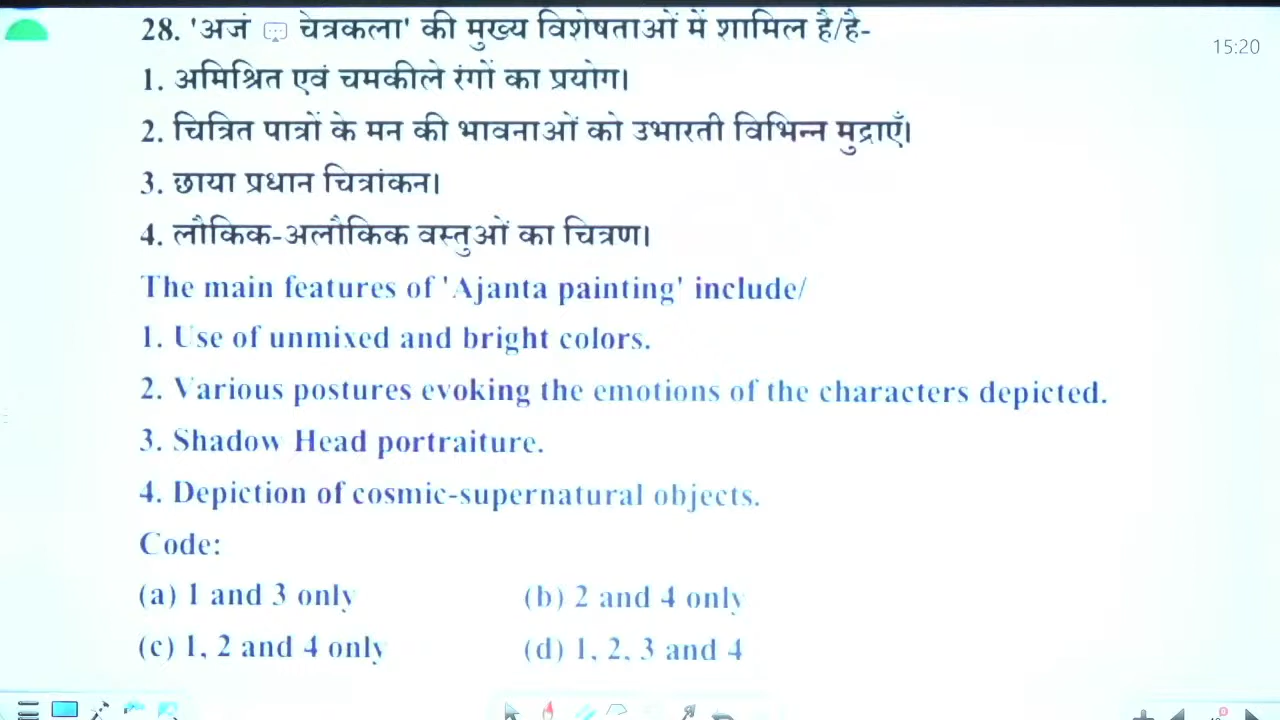 28. 'अजं चेत्रकला' की मुख्य विशेषताओं में शामिल है/है-
15:20
1. अमिश्रित एवं चमकीले रंगों का प्रयोग।
2. चित्रित पात्रों के मन की भावनाओं को उभारती विभिन्न मुद्राएँ।
3. छाया प्रधान चित्रांकन।
4. लौकिक-अलौकिक वस्तुओं का चित्रण।
The main features of 'Ajanta painting' include/
1. Use of unmixed and bright colors.
2. Various postures evoking the emotions of the characters depicted.
3. Shadow Head portraiture.
4. Depiction of cosmic-supernatural objects.
Code:
(a) 1 and 3 only
(b) 2 and 4 only
(c) 1, 2 and 4 only
(d) 1, 2, 3 and 4